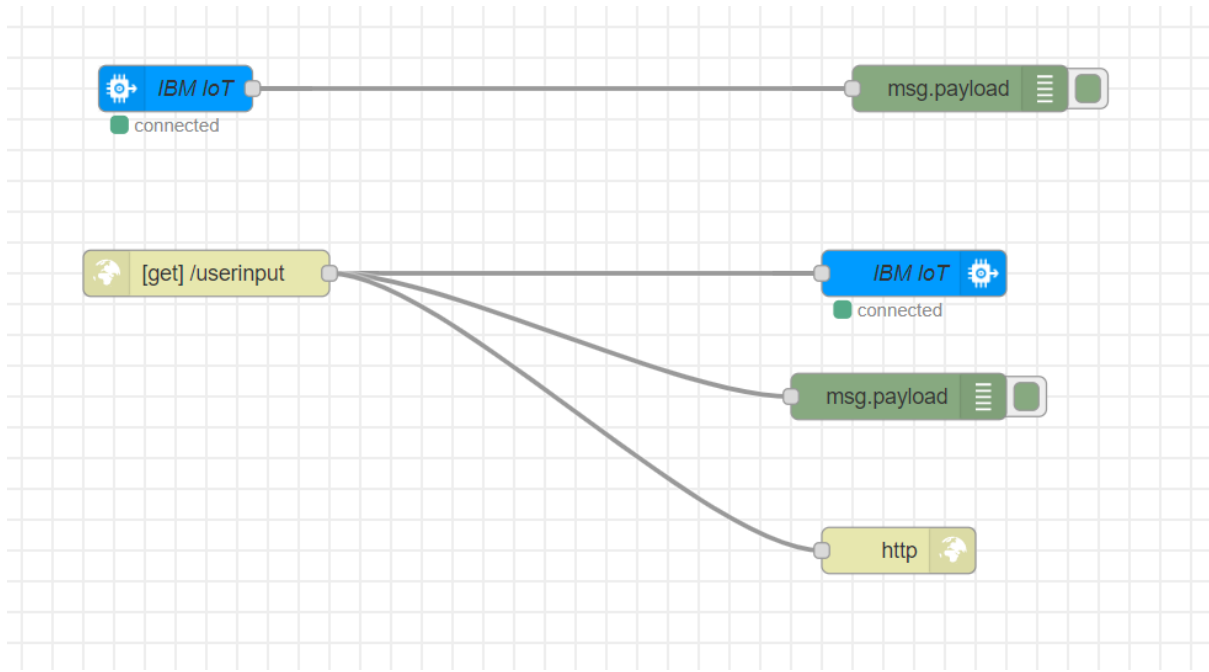 IBM IoT
msg.payload
connected
[get] /userinput
IBM IoT
connected
msg.payload
http